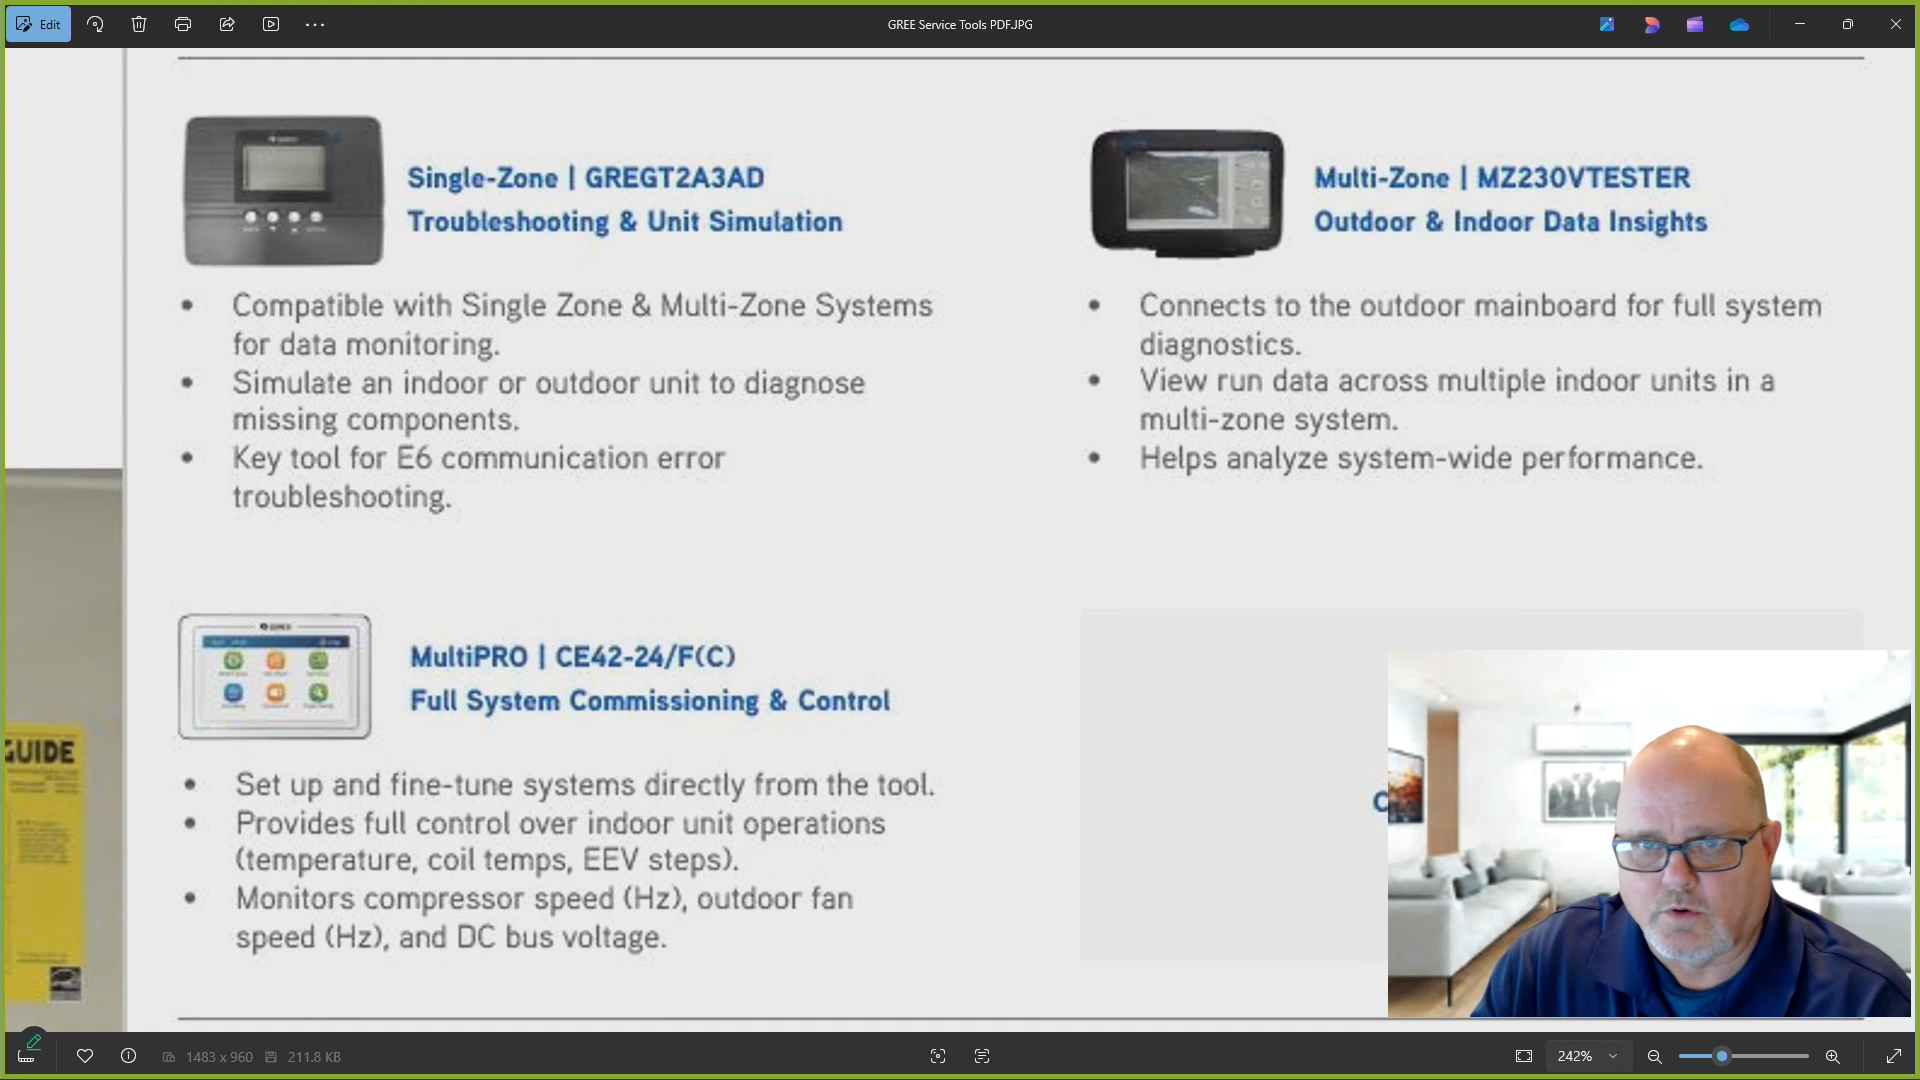 Edit
GREE Service Tools PDF.JPG
Single-Zone | GREGT2A3AD
Troubleshooting & Unit Simulation
• Compatible with Single Zone & Multi-Zone Systems
for data monitoring.
• Simulate an indoor or outdoor unit to diagnose
missing components.
• Key tool for E6 communication error
troubleshooting.
Multi-Zone | MZ230VTESTER
Outdoor & Indoor Data Insights
• Connects to the outdoor mainboard for full system
diagnostics.
• View run data across multiple indoor units in a
multi-zone system.
• Helps analyze system-wide performance.
MultiPRO | CE42-24/F(C)
Full System Commissioning & Control
• Set up and fine-tune systems directly from the tool.
• Provides full control over indoor unit operations
(temperature, coil temps, EEV steps).
• Monitors compressor speed (Hz), outdoor fan
speed (Hz), and DC bus voltage.
GUIDE
1483 x 960
211.8 KB
242%